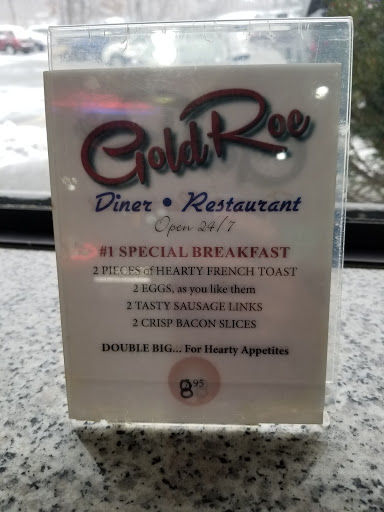 Gold Roe
Diner • Restaurant
Open 24/7
#1 SPECIAL BREAKFAST
2 PIECES of HEARTY FRENCH TOAST
2 EGGS, as you like them
2 TASTY SAUSAGE LINKS
2 CRISP BACON SLICES
DOUBLE BIG... For Hearty Appetites
8.95